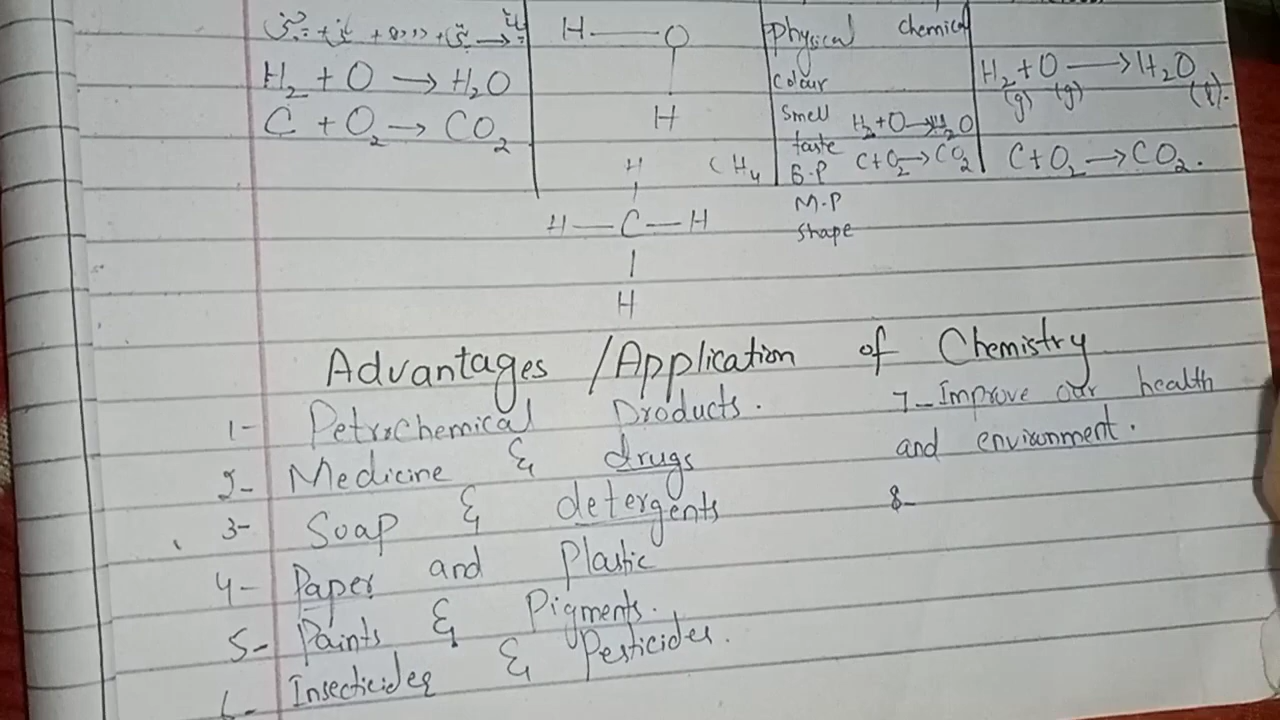 H₂ + O → H₂O
C + O₂ → CO₂
H — O
H
H
CH₄
H — C — H
H
Physical chemical
Colour
Smell
taste
B.P
M.P
Shape
H₂ + O → H₂O
C + O₂ → CO₂
H₂ + O → H₂O
(g) (g) (l).
C + O₂ → CO₂.
Advantages / Application of Chemistry
1- Petrochemical Products.
2- Medicine & drugs
3- Soap & detergents
4- Paper and Plastic
5- Paints & Pigments.
6- Insecticides & Pesticides.
7- Improve our health
and environment.
8-